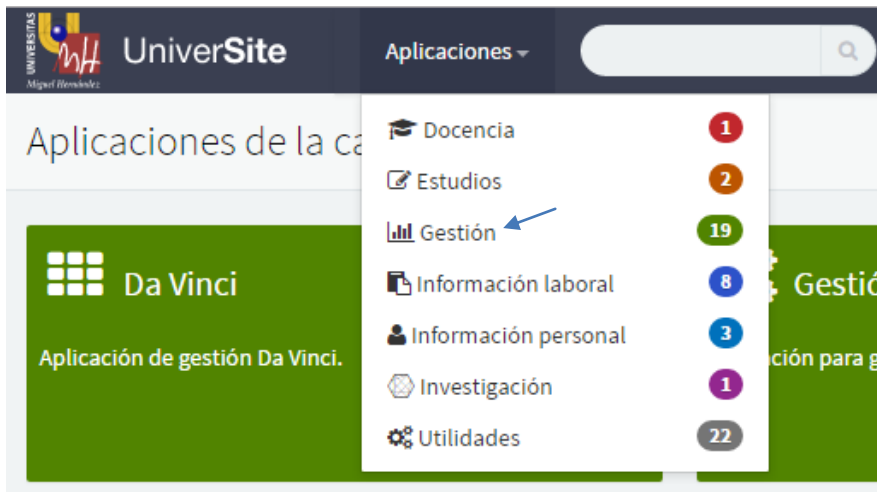 UNIVERSITAS
Miguel Hernández
UniverSite
Aplicaciones
Aplicaciones de la ca
Docencia 1
Estudios 2
Gestión 19
Información laboral 8
Información personal 3
Investigación 1
Utilidades 22
Da Vinci
Aplicación de gestión Da Vinci.
Gestió
ción para g